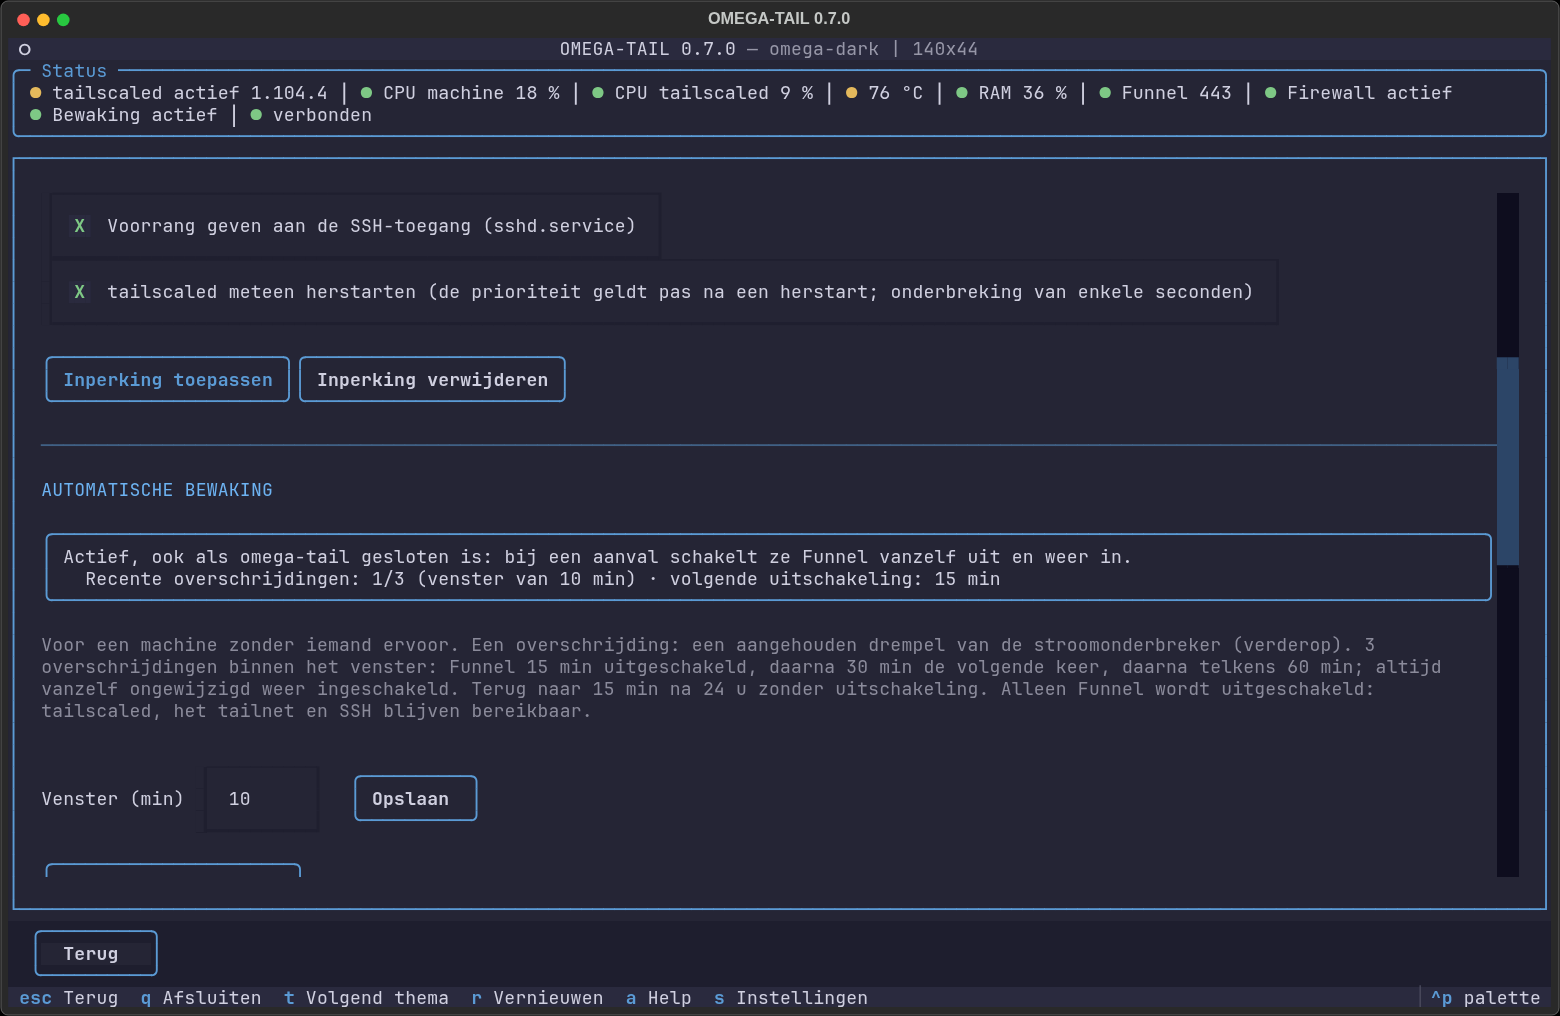 OMEGA-TAIL 0.7.0
OMEGA-TAIL 0.7.0 — omega-dark | 140x44
Status
● tailscaled actief 1.104.4 │ ● CPU machine 18 % │ ● CPU tailscaled 9 % │ ● 76 °C │ ● RAM 36 % │ ● Funnel 443 │ ● Firewall actief
● Bewaking actief │ ● verbonden
X Voorrang geven aan de SSH-toegang (sshd.service)
X tailscaled meteen herstarten (de prioriteit geldt pas na een herstart; onderbreking van enkele seconden)
Inperking toepassen Inperking verwijderen
AUTOMATISCHE BEWAKING
Actief, ook als omega-tail gesloten is: bij een aanval schakelt ze Funnel vanzelf uit en weer in.
Recente overschrijdingen: 1/3 (venster van 10 min) · volgende uitschakeling: 15 min
Voor een machine zonder iemand ervoor. Een overschrijding: een aangehouden drempel van de stroomonderbreker (verderop). 3
overschrijdingen binnen het venster: Funnel 15 min uitgeschakeld, daarna 30 min de volgende keer, daarna telkens 60 min; altijd
vanzelf ongewijzigd weer ingeschakeld. Terug naar 15 min na 24 u zonder uitschakeling. Alleen Funnel wordt uitgeschakeld:
tailscaled, het tailnet en SSH blijven bereikbaar.
Venster (min) 10 Opslaan
Terug
esc Terug q Afsluiten t Volgend thema r Vernieuwen a Help s Instellingen ^p palette